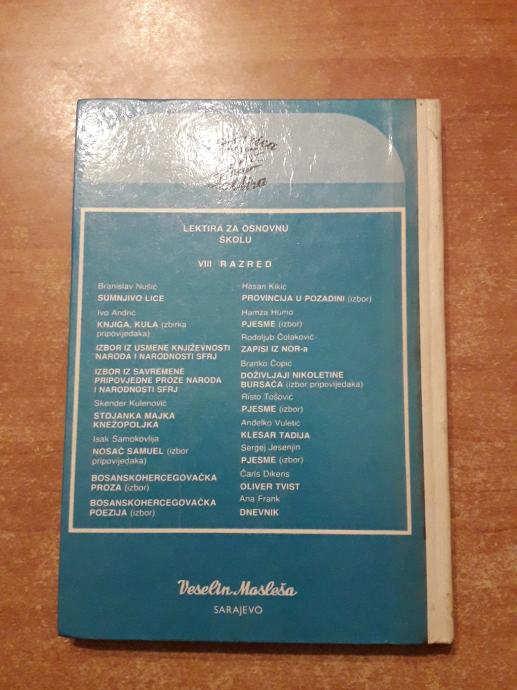 Lektira
LEKTIRA ZA OSNOVNU
ŠKOLU
VIII RAZRED
Branislav Nušić
SUMNJIVO LICE
Ivo Andrić
KNJIGA, KULA (zbirka
pripovijedaka)
IZBOR IZ USMENE KNJIŽEVNOSTI
NARODA I NARODNOSTI SFRJ
IZBOR IZ SAVREMENE
PRIPOVJEDNE PROZE NARODA
I NARODNOSTI SFRJ
Skender Kulenović
STOJANKA MAJKA
KNEŽOPOLJKA
Isak Samokovlija
NOSAČ SAMUEL (izbor
pripovijedaka)
BOSANSKOHERCEGOVAČKA
PROZA (izbor)
BOSANSKOHERCEGOVAČKA
POEZIJA (izbor)
Hasan Kikić
PROVINCIJA U POZADINI (izbor)
Hamza Humo
PJESME (izbor)
Rodoljub Čolaković
ZAPISI IZ NOR-a
Branko Ćopić
DOŽIVLJAJI NIKOLETINE
BURSAĆA (izbor pripovijedaka)
Risto Tošović
PJESME (izbor)
Anđelko Vuletić
KLESAR TADIJA
Sergej Jesenjin
PJESME (izbor)
Čarls Dikens
OLIVER TVIST
Ana Frank
DNEVNIK
Veselin Masleša
SARAJEVO